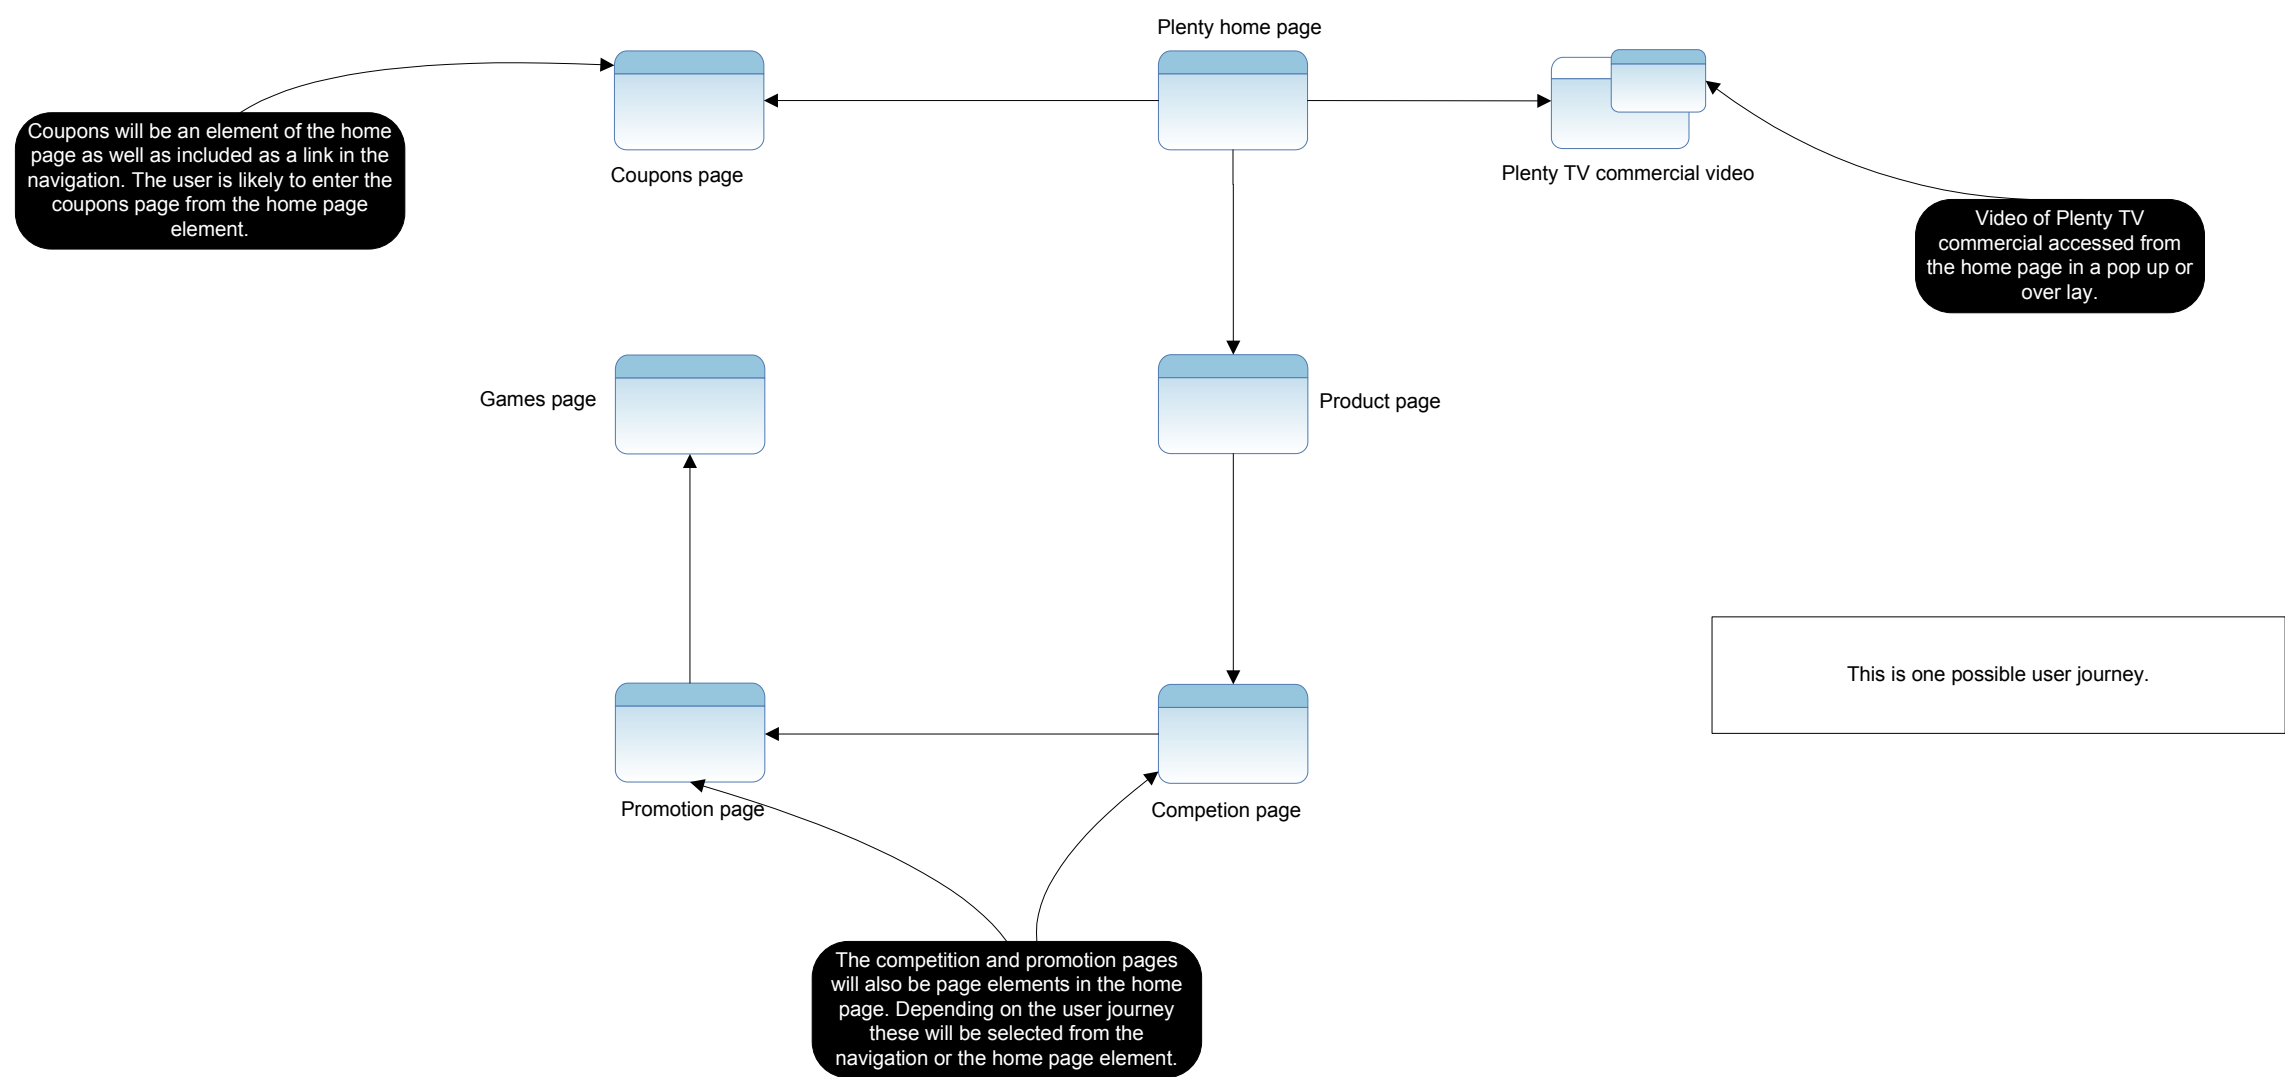 Plenty home page
Coupons will be an element of the home
page as well as included as a link in the
navigation. The user is likely to enter the
coupons page from the home page
element.
Coupons page
Plenty TV commercial video
Video of Plenty TV
commercial accessed from
the home page in a pop up or
over lay.
Games page
Product page
This is one possible user journey.
Promotion page
Competion page
The competition and promotion pages
will also be page elements in the home
page. Depending on the user journey
these will be selected from the
navigation or the home page element.